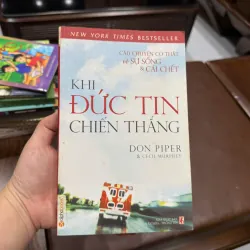 NEW YORK TIMES BESTSELLER
CÂU CHUYỆN CÓ THẬT
VỀ SỰ SỐNG
& CÁI CHẾT
KHI
ĐỨC TIN
CHIẾN THẮNG
DON PIPER
& CECIL MURPHEY